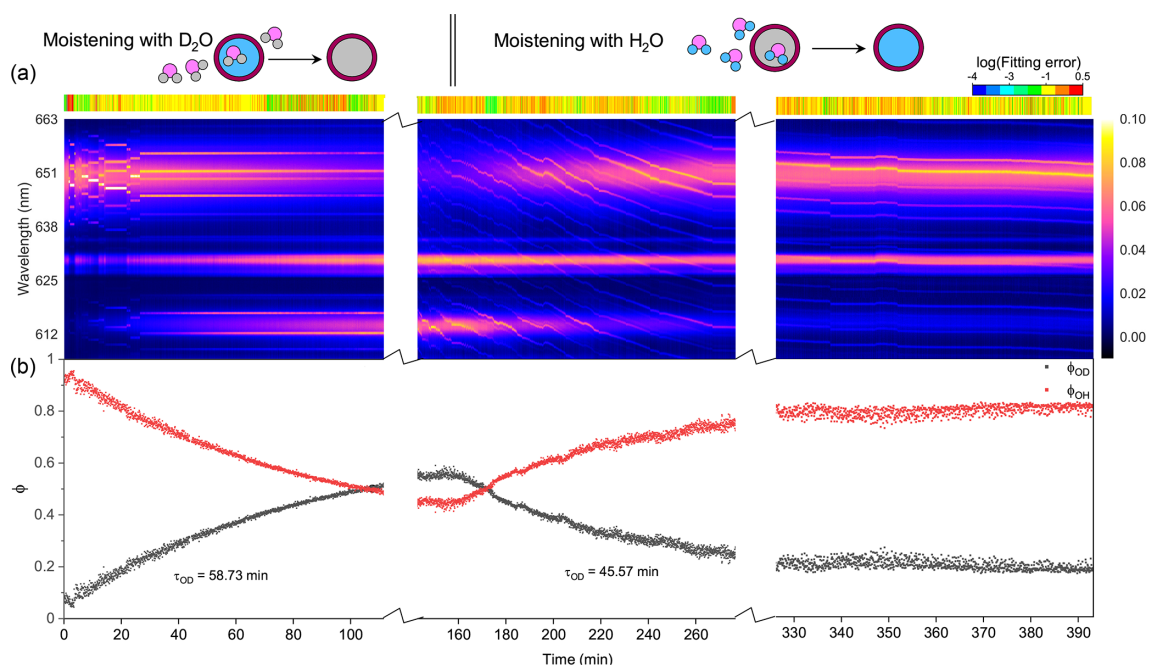 Moistening with D₂O
Moistening with H₂O
(a)
log(Fitting error)
-4 -3 -1 0.5
663
651
638
625
612
Wavelength (nm)
0.10
0.08
0.06
0.04
0.02
0.00
(b)
1
0.8
0.6
0.4
0.2
0
ϕ
ϕOD
ϕOH
τOD = 58.73 min
τOD = 45.57 min
0 20 40 60 80 100 160 180 200 220 240 260 330 340 350 360 370 380 390
Time (min)